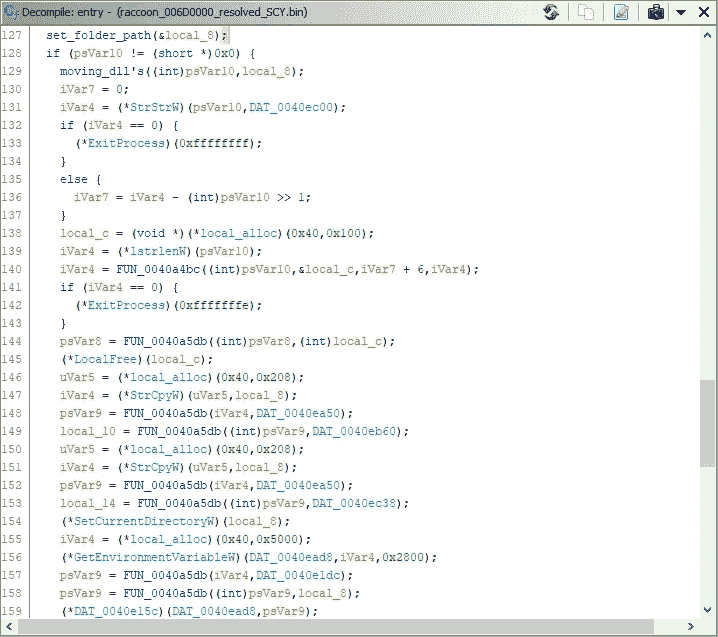 Decompile: entry - (raccoon_006D0000_resolved_SCY.bin)
127 set_folder_path(&local_8);
128 if (psVar10 != (short *)0x0) {
129 moving_dll's((int)psVar10,local_8);
130 iVar7 = 0;
131 iVar4 = (*StrStrW)(psVar10,DAT_0040ec00);
132 if (iVar4 == 0) {
133 (*ExitProcess)(0xffffffff);
134 }
135 else {
136 iVar7 = iVar4 - (int)psVar10 >> 1;
137 }
138 local_c = (void *)(*local_alloc)(0x40,0x100);
139 iVar4 = (*lstrlenW)(psVar10);
140 iVar4 = FUN_0040a4bc((int)psVar10,&local_c,iVar7 + 6,iVar4);
141 if (iVar4 == 0) {
142 (*ExitProcess)(0xfffffffe);
143 }
144 psVar8 = FUN_0040a5db((int)psVar8,(int)local_c);
145 (*LocalFree)(local_c);
146 uVar5 = (*local_alloc)(0x40,0x208);
147 iVar4 = (*StrCpyW)(uVar5,local_8);
148 psVar9 = FUN_0040a5db(iVar4,DAT_0040ea50);
149 local_10 = FUN_0040a5db((int)psVar9,DAT_0040eb60);
150 uVar5 = (*local_alloc)(0x40,0x208);
151 iVar4 = (*StrCpyW)(uVar5,local_8);
152 psVar9 = FUN_0040a5db(iVar4,DAT_0040ea50);
153 local_14 = FUN_0040a5db((int)psVar9,DAT_0040ec38);
154 (*SetCurrentDirectoryW)(local_8);
155 iVar4 = (*local_alloc)(0x40,0x5000);
156 (*GetEnvironmentVariableW)(DAT_0040ead8,iVar4,0x2800);
157 psVar9 = FUN_0040a5db(iVar4,DAT_0040e1dc);
158 psVar9 = FUN_0040a5db((int)psVar9,local_8);
159 (*DAT_0040e15c)(DAT_0040ead8,psVar9);